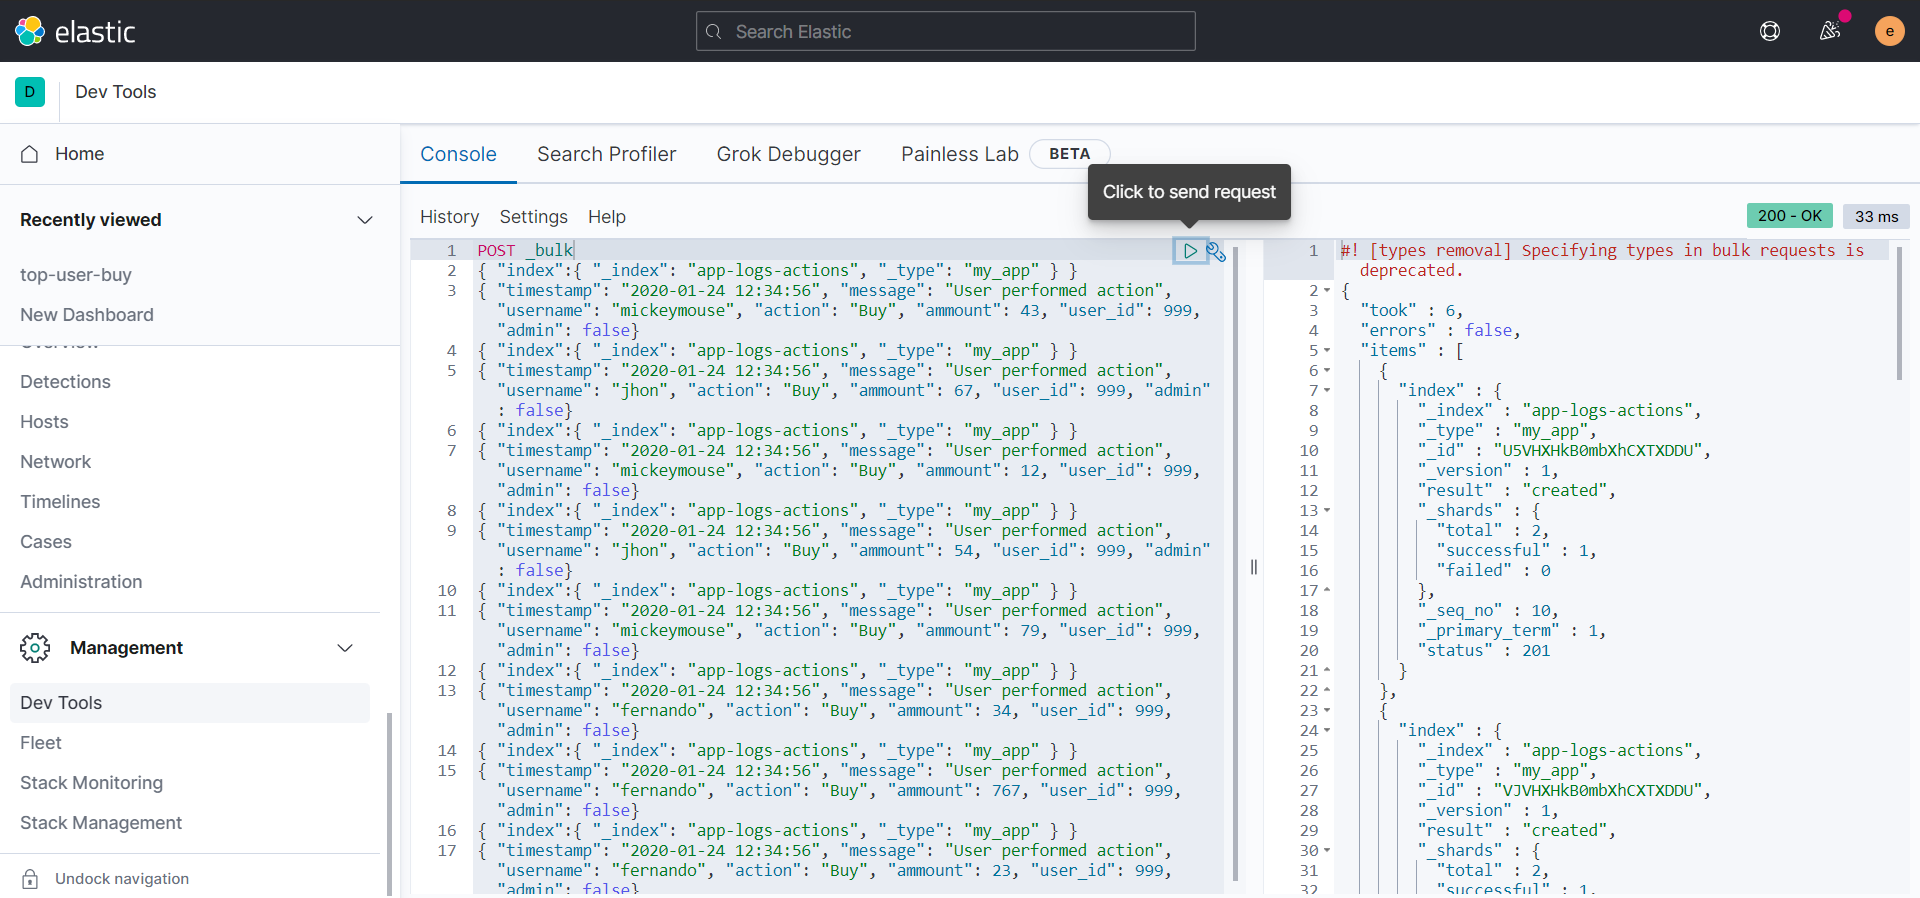 elastic
Search Elastic
e
D
Dev Tools
Home
Recently viewed
top-user-buy
New Dashboard
Overview
Detections
Hosts
Network
Timelines
Cases
Administration
Management
Dev Tools
Fleet
Stack Monitoring
Stack Management
Undock navigation
Console
Search Profiler
Grok Debugger
Painless Lab
BETA
Click to send request
History
Settings
Help
200 - OK
33 ms
1 POST _bulk
2 { "index":{ "_index": "app-logs-actions", "_type": "my_app" } }
3 { "timestamp": "2020-01-24 12:34:56", "message": "User performed action",
"username": "mickeymouse", "action": "Buy", "ammount": 43, "user_id": 999,
"admin": false}
4 { "index":{ "_index": "app-logs-actions", "_type": "my_app" } }
5 { "timestamp": "2020-01-24 12:34:56", "message": "User performed action",
"username": "jhon", "action": "Buy", "ammount": 67, "user_id": 999, "admin"
: false}
6 { "index":{ "_index": "app-logs-actions", "_type": "my_app" } }
7 { "timestamp": "2020-01-24 12:34:56", "message": "User performed action",
"username": "mickeymouse", "action": "Buy", "ammount": 12, "user_id": 999,
"admin": false}
8 { "index":{ "_index": "app-logs-actions", "_type": "my_app" } }
9 { "timestamp": "2020-01-24 12:34:56", "message": "User performed action",
"username": "jhon", "action": "Buy", "ammount": 54, "user_id": 999, "admin"
: false}
10 { "index":{ "_index": "app-logs-actions", "_type": "my_app" } }
11 { "timestamp": "2020-01-24 12:34:56", "message": "User performed action",
"username": "mickeymouse", "action": "Buy", "ammount": 79, "user_id": 999,
"admin": false}
12 { "index":{ "_index": "app-logs-actions", "_type": "my_app" } }
13 { "timestamp": "2020-01-24 12:34:56", "message": "User performed action",
"username": "fernando", "action": "Buy", "ammount": 34, "user_id": 999,
"admin": false}
14 { "index":{ "_index": "app-logs-actions", "_type": "my_app" } }
15 { "timestamp": "2020-01-24 12:34:56", "message": "User performed action",
"username": "fernando", "action": "Buy", "ammount": 767, "user_id": 999,
"admin": false}
16 { "index":{ "_index": "app-logs-actions", "_type": "my_app" } }
17 { "timestamp": "2020-01-24 12:34:56", "message": "User performed action",
"username": "fernando", "action": "Buy", "ammount": 23, "user_id": 999,
"admin": false}
1 #! [types removal] Specifying types in bulk requests is
deprecated.
2 {
3 "took" : 6,
4 "errors" : false,
5 "items" : [
6 {
7 "index" : {
8 "_index" : "app-logs-actions",
9 "_type" : "my_app",
10 "_id" : "U5VHXHkB0mbXhCXTXDDU",
11 "_version" : 1,
12 "result" : "created",
13 "_shards" : {
14 "total" : 2,
15 "successful" : 1,
16 "failed" : 0
17 },
18 "_seq_no" : 10,
19 "_primary_term" : 1,
20 "status" : 201
21 }
22 },
23 {
24 "index" : {
25 "_index" : "app-logs-actions",
26 "_type" : "my_app",
27 "_id" : "VJVHXHkB0mbXhCXTXDDU",
28 "_version" : 1,
29 "result" : "created",
30 "_shards" : {
31 "total" : 2,
32 "successful" : 1,